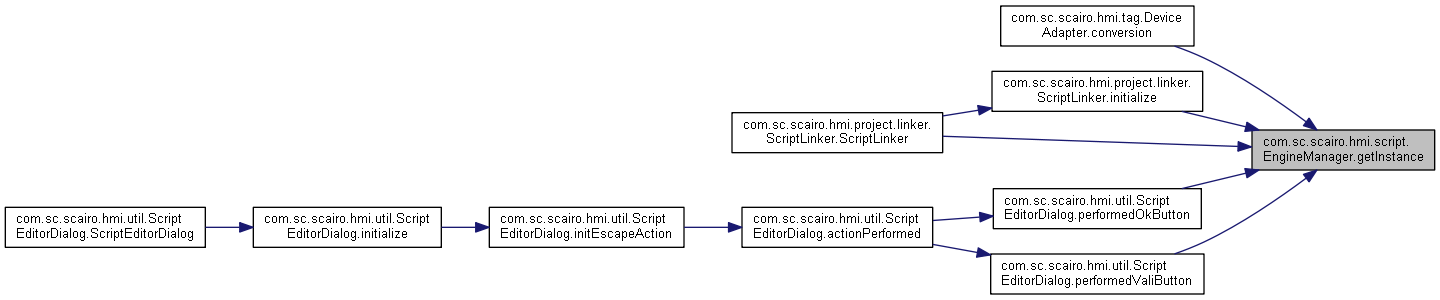 com.sc.scairo.hmi.tag.Device
Adapter.conversion
com.sc.scairo.hmi.project.linker.
ScriptLinker.initialize
com.sc.scairo.hmi.project.linker.
ScriptLinker.ScriptLinker
com.sc.scairo.hmi.script.
EngineManager.getInstance
com.sc.scairo.hmi.util.Script
EditorDialog.performedOkButton
com.sc.scairo.hmi.util.Script
EditorDialog.ScriptEditorDialog
com.sc.scairo.hmi.util.Script
EditorDialog.initialize
com.sc.scairo.hmi.util.Script
EditorDialog.initEscapeAction
com.sc.scairo.hmi.util.Script
EditorDialog.actionPerformed
com.sc.scairo.hmi.util.Script
EditorDialog.performedValiButton